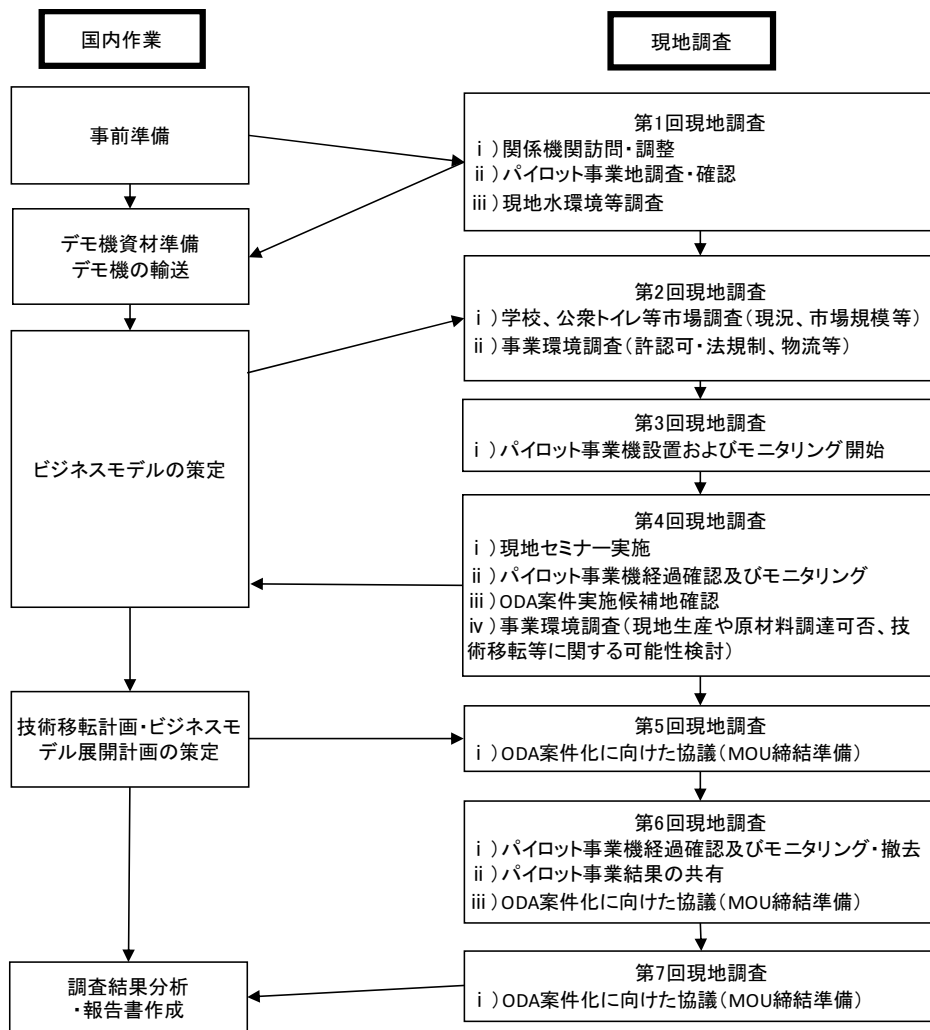 国内作業
現地調査
事前準備
第1回現地調査
ⅰ）関係機関訪問・調整
ⅱ）パイロット事業地調査・確認
ⅲ）現地水環境等調査
デモ機資材準備
デモ機の輸送
第2回現地調査
ⅰ）学校、公衆トイレ等市場調査（現況、市場規模等）
ⅱ）事業環境調査（許認可・法規制、物流等）
第3回現地調査
ⅰ）パイロット事業機設置およびモニタリング開始
ビジネスモデルの策定
第4回現地調査
ⅰ）現地セミナー実施
ⅱ）パイロット事業機経過確認及びモニタリング
ⅲ）ODA案件実施候補地確認
ⅳ）事業環境調査（現地生産や原材料調達可否、技
術移転等に関する可能性検討）
技術移転計画・ビジネスモ
デル展開計画の策定
第5回現地調査
ⅰ）ODA案件化に向けた協議（MOU締結準備）
第6回現地調査
ⅰ）パイロット事業機経過確認及びモニタリング・撤去
ⅱ）パイロット事業結果の共有
ⅲ）ODA案件化に向けた協議（MOU締結準備）
調査結果分析
・報告書作成
第7回現地調査
ⅰ）ODA案件化に向けた協議（MOU締結準備）